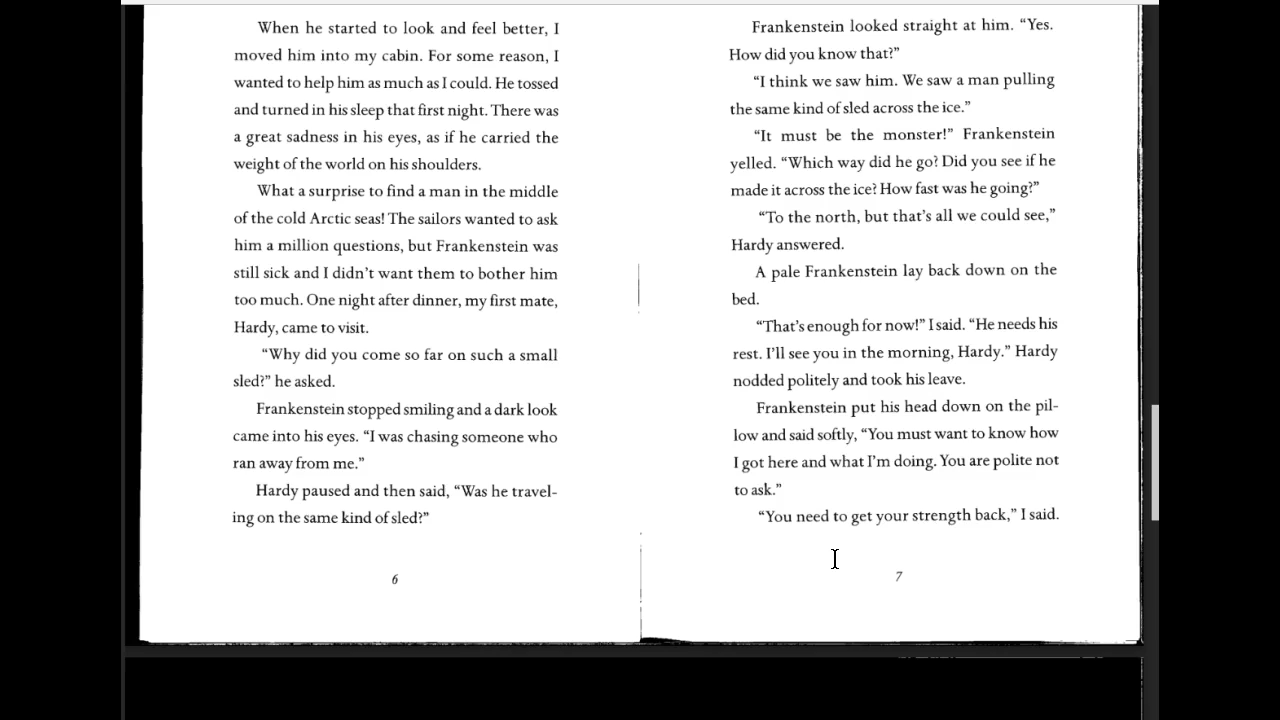 When he started to look and feel better, I
moved him into my cabin. For some reason, I
wanted to help him as much as I could. He tossed
and turned in his sleep that first night. There was
a great sadness in his eyes, as if he carried the
weight of the world on his shoulders.
What a surprise to find a man in the middle
of the cold Arctic seas! The sailors wanted to ask
him a million questions, but Frankenstein was
still sick and I didn’t want them to bother him
too much. One night after dinner, my first mate,
Hardy, came to visit.
“Why did you come so far on such a small
sled?” he asked.
Frankenstein stopped smiling and a dark look
came into his eyes. “I was chasing someone who
ran away from me.”
Hardy paused and then said, “Was he travel-
ing on the same kind of sled?”
6
Frankenstein looked straight at him. “Yes.
How did you know that?”
“I think we saw him. We saw a man pulling
the same kind of sled across the ice.”
“It must be the monster!” Frankenstein
yelled. “Which way did he go? Did you see if he
made it across the ice? How fast was he going?”
“To the north, but that’s all we could see,”
Hardy answered.
A pale Frankenstein lay back down on the
bed.
“That’s enough for now!” I said. “He needs his
rest. I’ll see you in the morning, Hardy.” Hardy
nodded politely and took his leave.
Frankenstein put his head down on the pil-
low and said softly, “You must want to know how
I got here and what I’m doing. You are polite not
to ask.”
“You need to get your strength back,” I said.
7